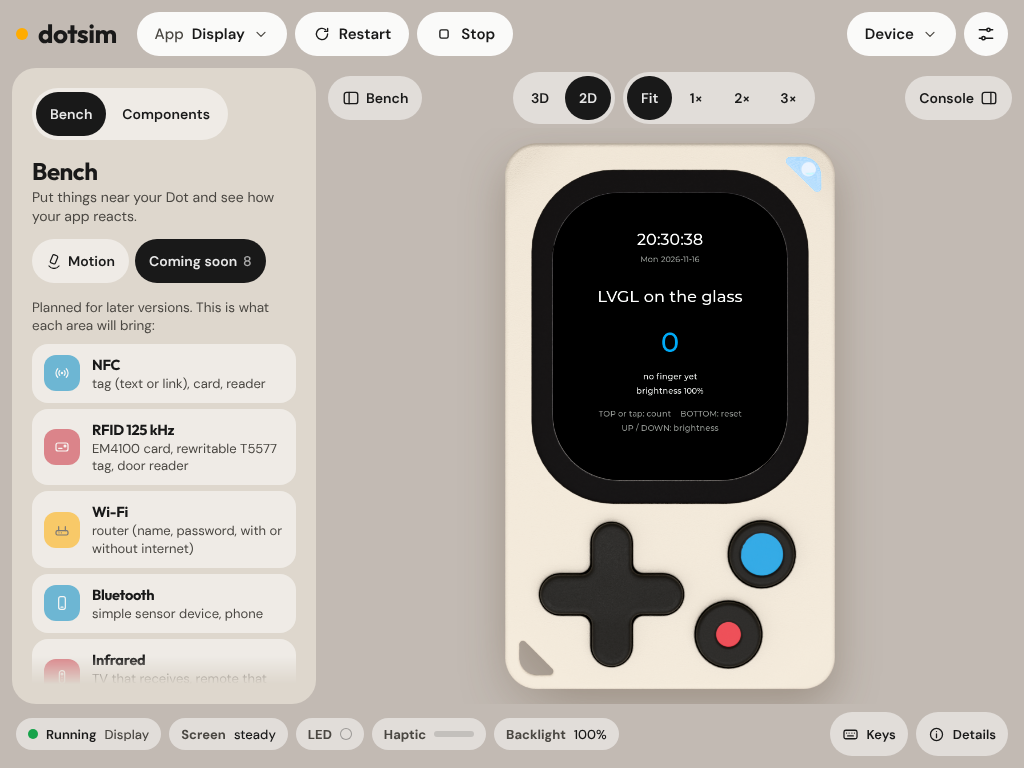 dotsim
App Display
Restart
Stop
Device
Bench
Components
Bench
Put things near your Dot and see how
your app reacts.
Motion
Coming soon 8
Planned for later versions. This is what
each area will bring:
NFC
tag (text or link), card, reader
RFID 125 kHz
EM4100 card, rewritable T5577
tag, door reader
Wi-Fi
router (name, password, with or
without internet)
Bluetooth
simple sensor device, phone
Infrared
TV that receives, remote that
Bench
3D
2D
Fit
1×
2×
3×
Console
20:30:38
Mon 2026-11-16
LVGL on the glass
0
no finger yet
brightness 100%
TOP or tap: count BOTTOM: reset
UP / DOWN: brightness
Running Display
Screen steady
LED
Haptic
Backlight 100%
Keys
Details